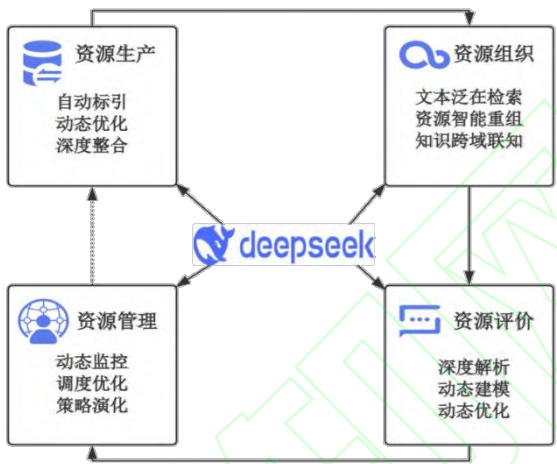 资源生产
自动标引
动态优化
深度整合
资源组织
文本泛在检索
资源智能重组
知识跨域联知
deepseek
资源管理
动态监控
调度优化
策略演化
资源评价
深度解析
动态建模
动态优化